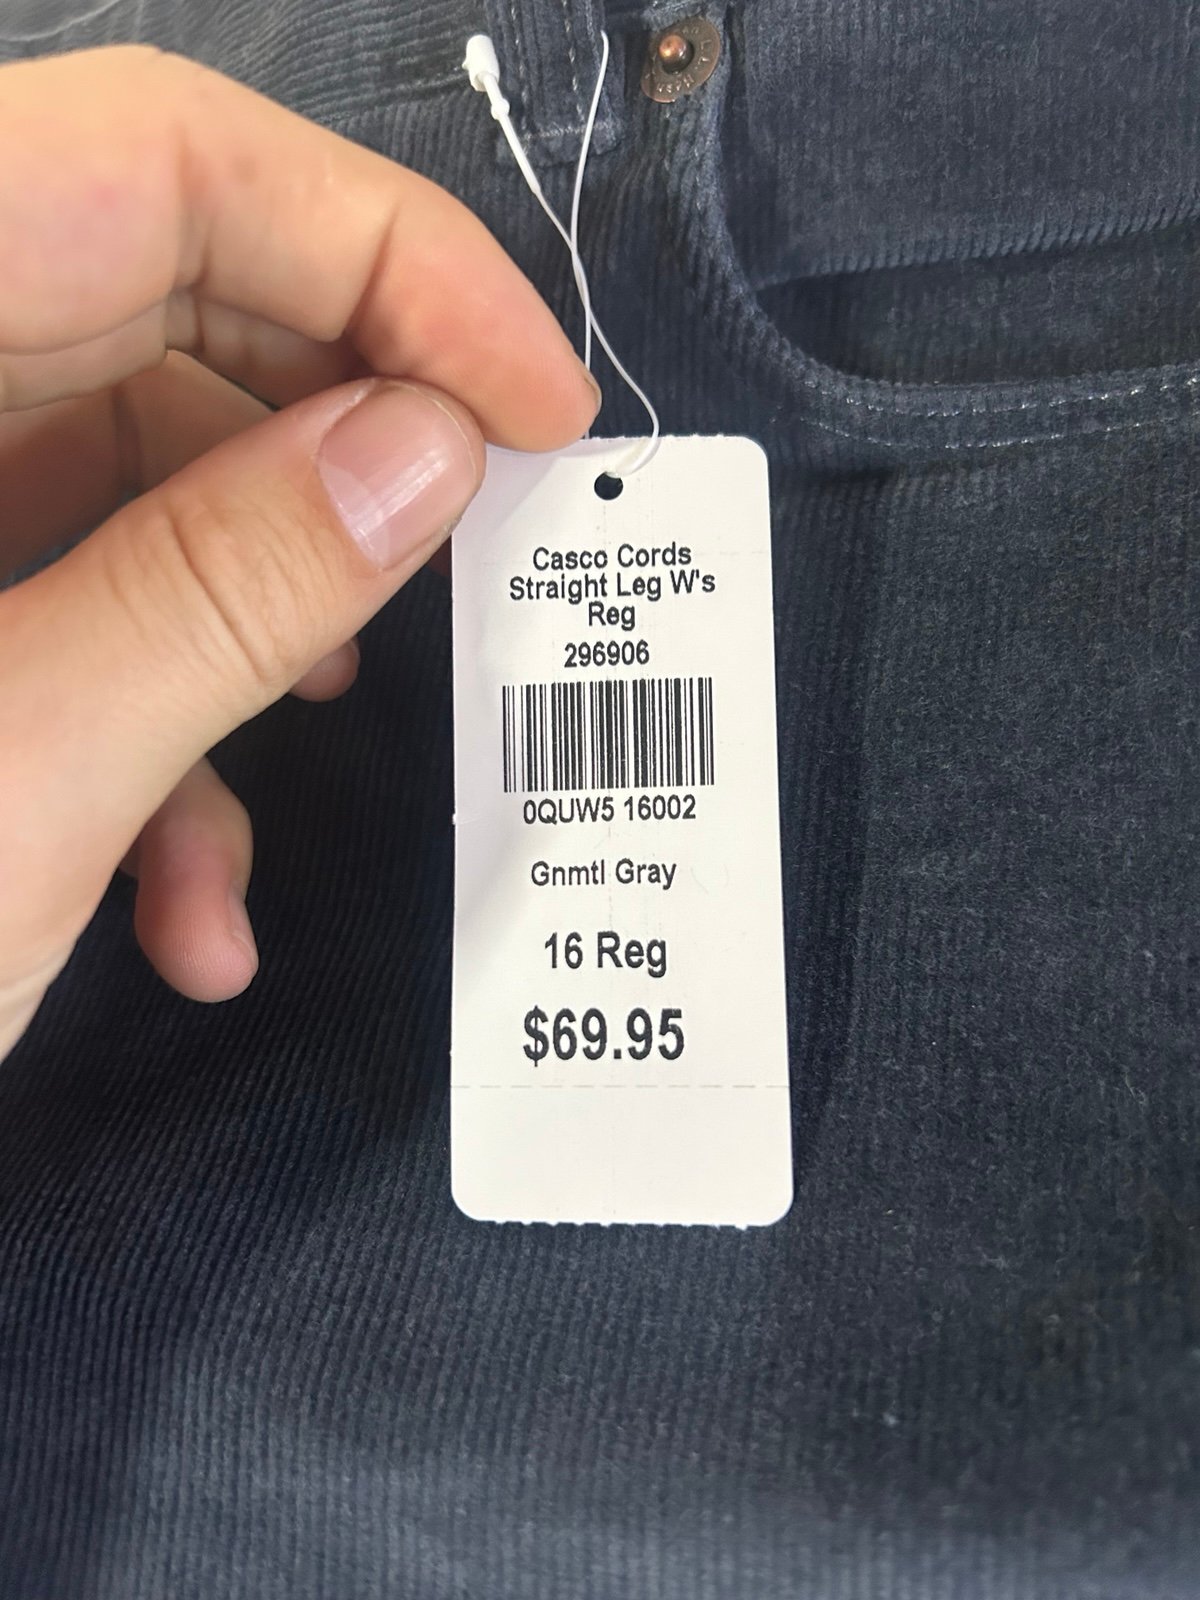 Casco Cords
Straight Leg W's
Reg
296906
0QUW5 16002
Gnmtl Gray
16 Reg
$69.95